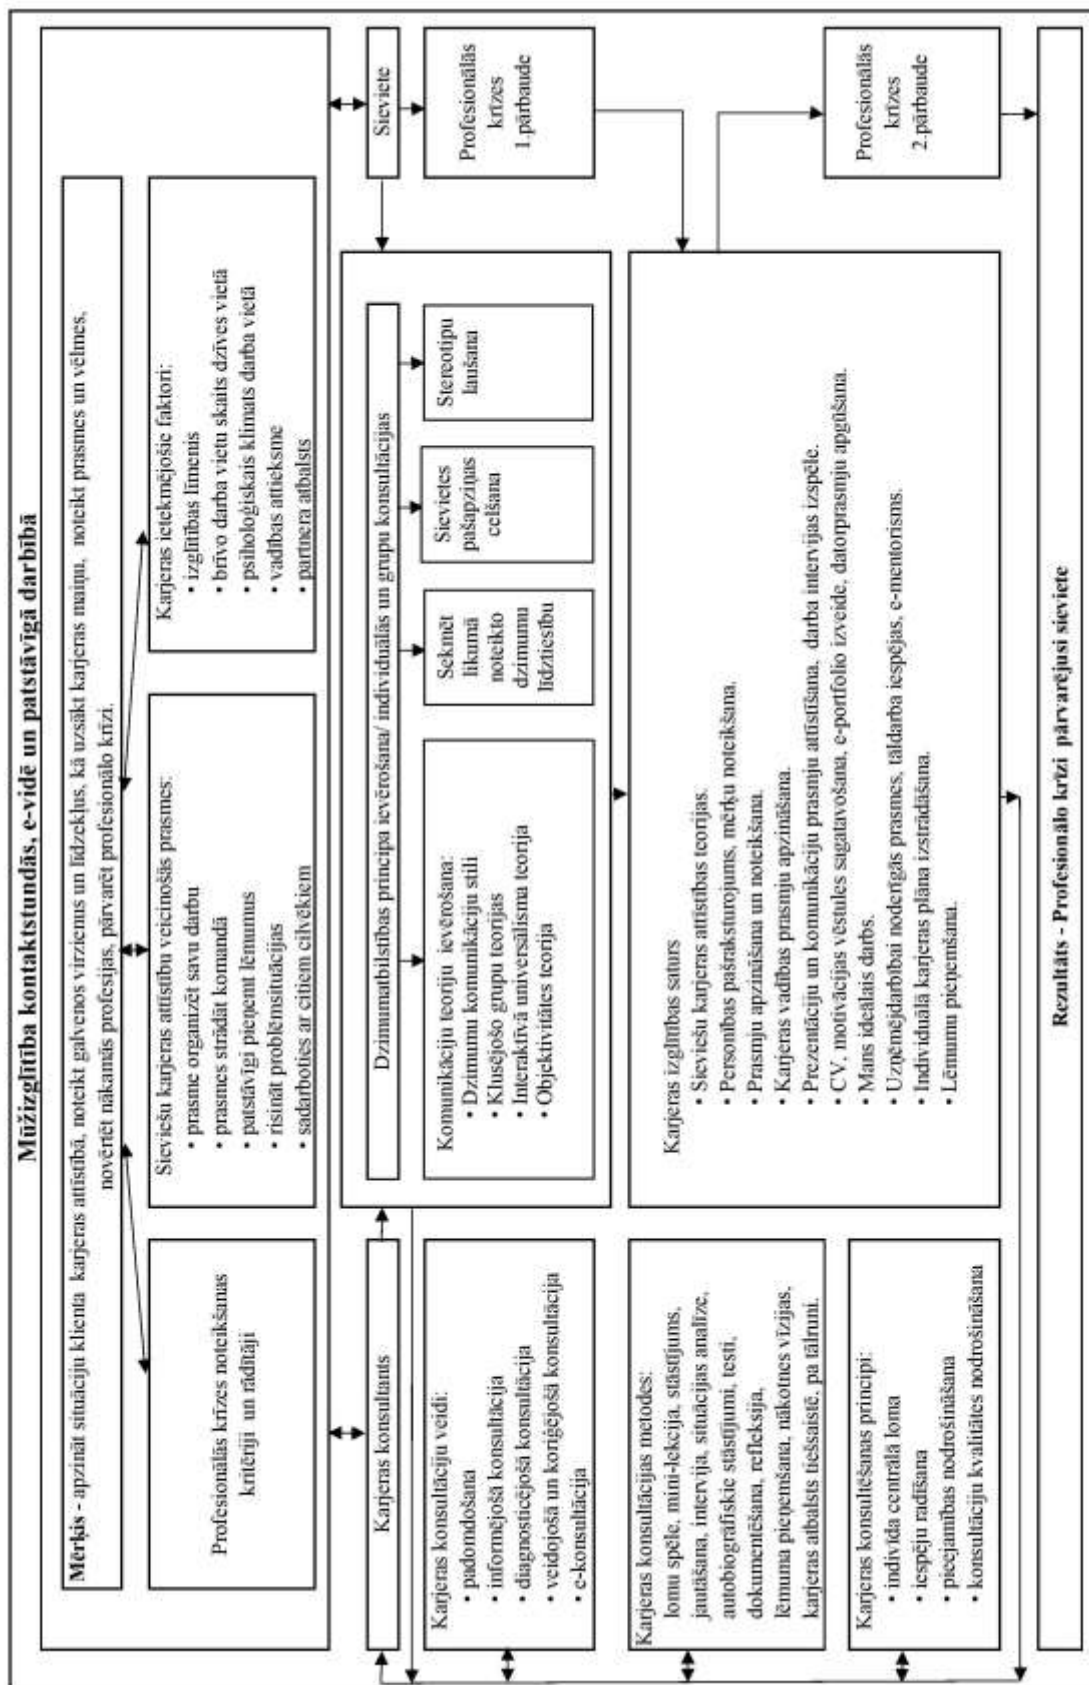 Mūžizglītība kontaktstundās, e-vidē un patstāvīgā darbībā
Mērķis - apzināt situāciju klienta karjeras attīstībā, noteikt galvenos virzienus un līdzekļus, kā uzsākt karjeras maiņu, noteikt prasmes un vēlmes,
novērtēt nākamās profesijas, pārvarēt profesionālo krīzi.
Profesionālās krīzes noteikšanas
kritēriji un rādītāji
Sieviešu karjeras attīstību veicinošās prasmes:
• prasme organizēt savu darbu
• prasmes strādāt komandā
• patstāvīgi pieņemt lēmumus
• risināt problēmsituācijas
• sadarboties ar citiem cilvēkiem
Karjeras ietekmējošie faktori:
• izglītības līmenis
• brīvo darba vietu skaits dzīves vietā
• psiholoģiskais klimats darba vietā
• vadības attieksme
• partnera atbalsts
Karjeras konsultants
Sieviete
Dzimumatbilstības principa ievērošana/ individuālās un grupu konsultācijas
Karjeras konsultāciju veidi:
• padomdošana
• informējošā konsultācija
• diagnosticējošā konsultācija
• veidojošā un koriģējošā konsultācija
• e-konsultācija
Komunikāciju teoriju ievērošana:
• Dzimumu komunikāciju stili
• Klusējošo grupu teorijas
• Interaktīvā universālisma teorija
• Objektivitātes teorija
Sekmēt
likumā
noteikto
dzimumu
līdztiesību
Sievietes
pašapziņas
celšana
Stereotipu
laušana
Profesionālās
krīzes
1.pārbaude
Karjeras konsultācijas metodes:
lomu spēle, mini-lekcija, stāstījums,
jautāšana, intervija, situācijas analīze,
autobiogrāfiskie stāstījumi, testi,
dokumentēšana, refleksija,
lēmuma pieņemšana, nākotnes vīzijas,
karjeras atbalsts tiešsaistē, pa tālruni.
Karjeras izglītības saturs
• Sieviešu karjeras attīstības teorijas.
• Personības pašraksturojums, mērķu noteikšana.
• Prasmju apzināšana un noteikšana.
• Karjeras vadības prasmju apzināšana.
• Prezentāciju un komunikāciju prasmju attīstīšana, darba intervijas izspēle.
• CV, motivācijas vēstules sagatavošana, e-portfolio izveide, datorprasmju apgūšana.
• Mans ideālais darbs.
• Uzņēmējdarbībai noderīgās prasmes, tāldarba iespējas, e-mentorisms.
• Individuālā karjeras plāna izstrādāšana.
• Lēmumu pieņemšana.
Karjeras konsultēšanas principi:
• indivīda centrālā loma
• iespēju radīšana
• pieejamības nodrošināšana
• konsultāciju kvalitātes nodrošināšana
Profesionālās
krīzes
2.pārbaude
Rezultāts - Profesionālo krīzi pārvarējusi sieviete